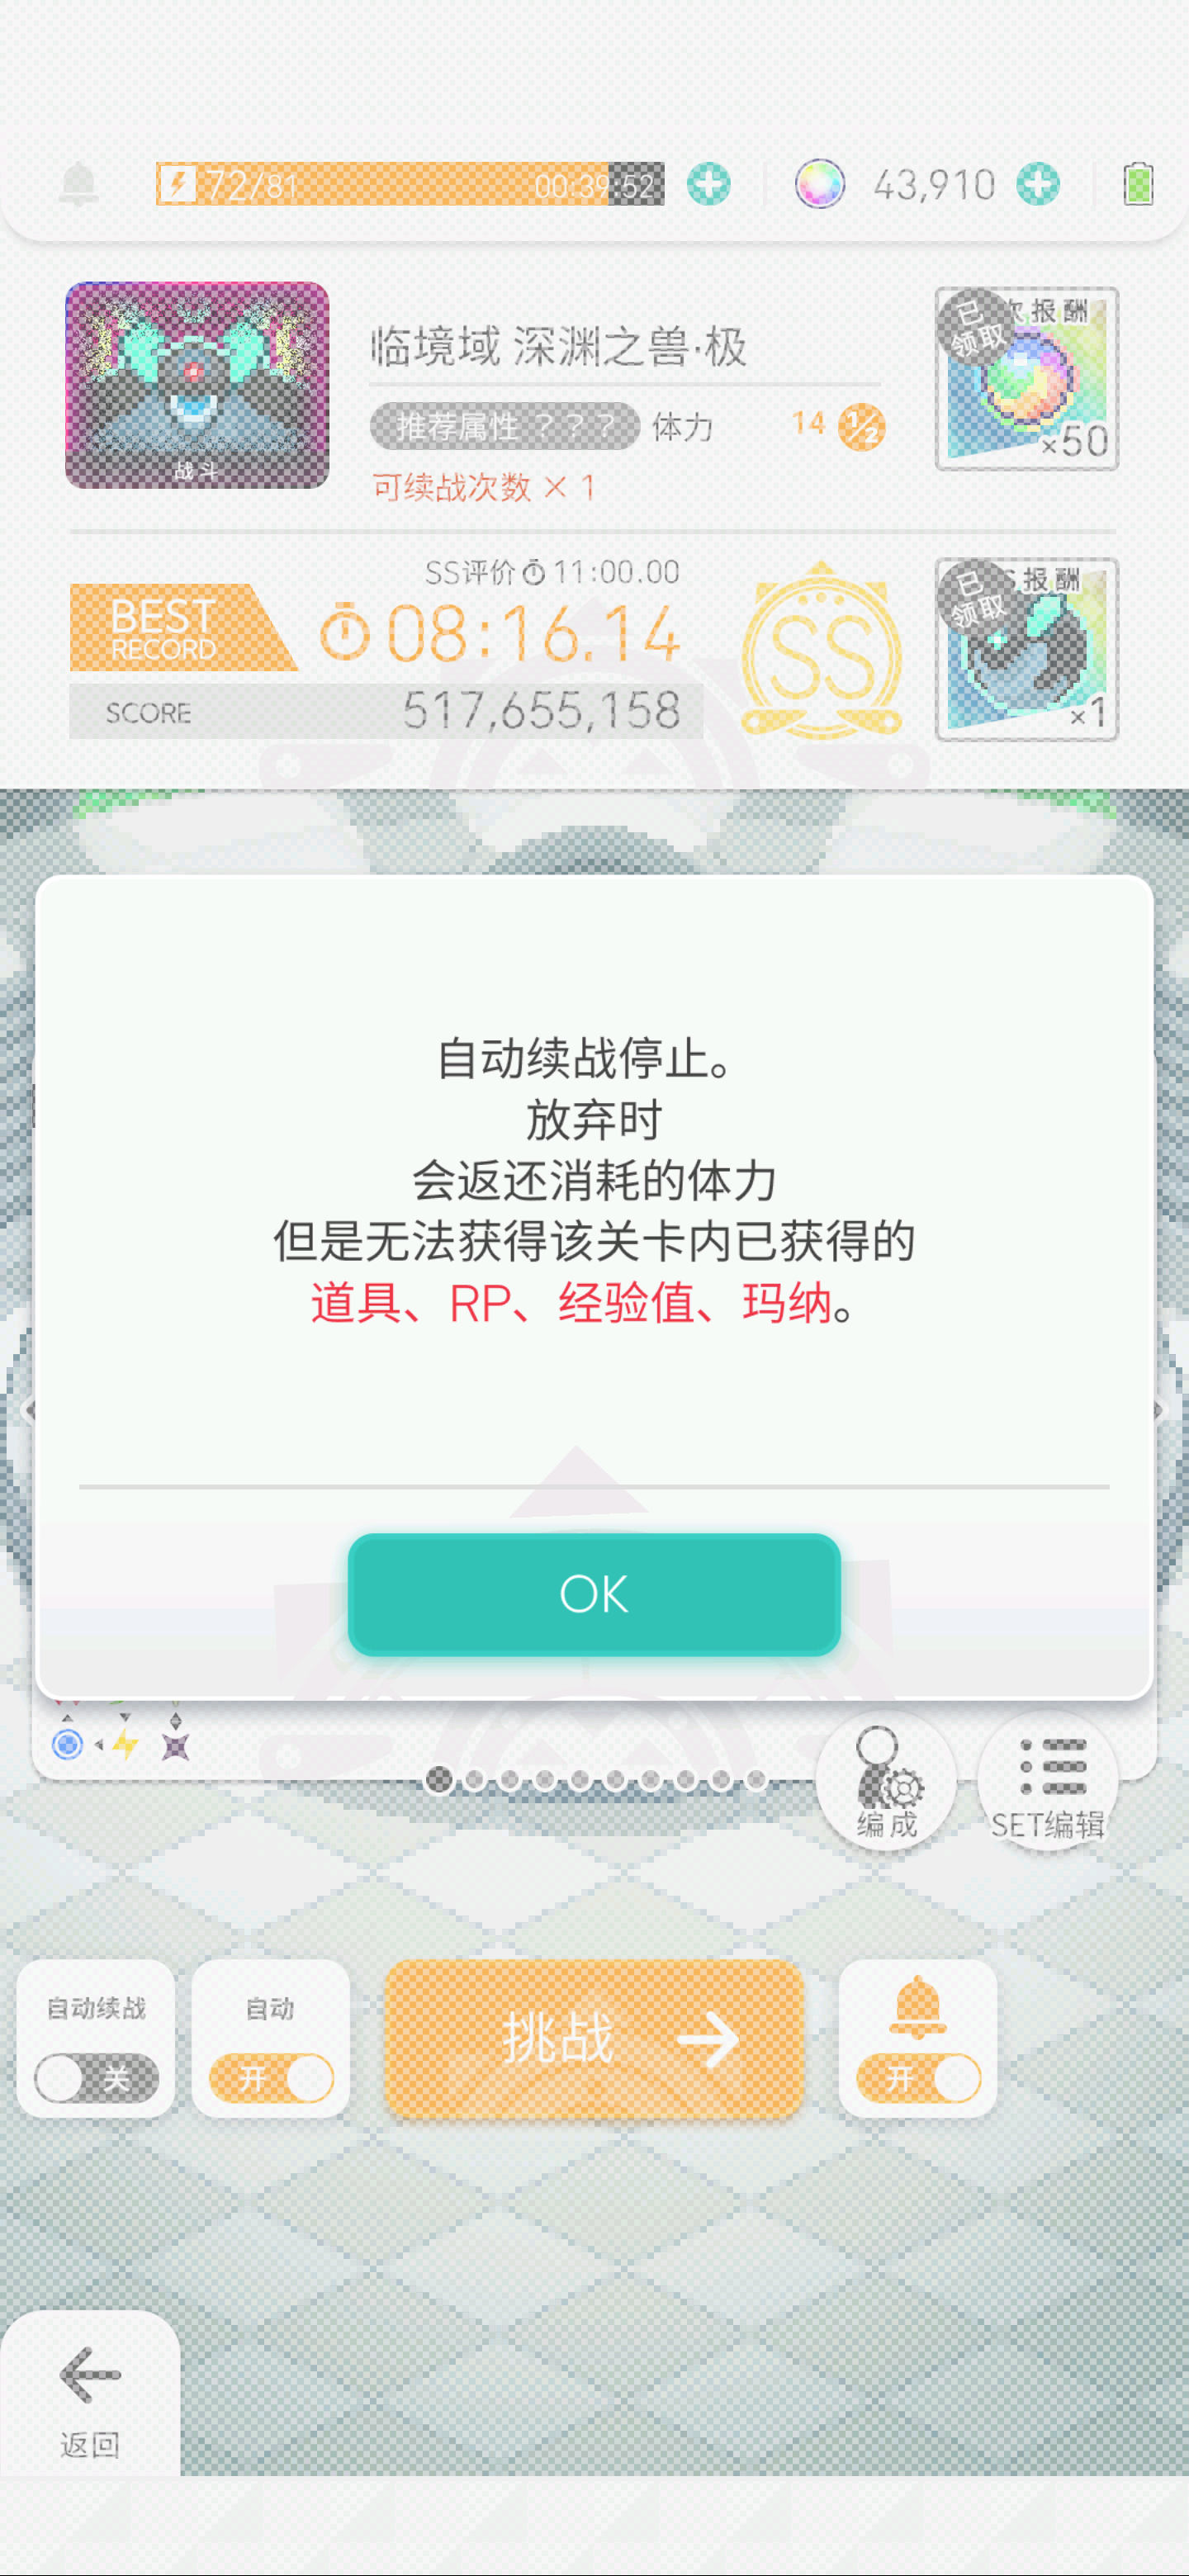 72/81 00:39:52
43,910
临境域 深渊之兽·极
推荐属性 ？？？ 体力 14 1/2
可续战次数 × 1
战斗
已领取
次报酬
×50
SS评价 11:00.00
BEST
RECORD
08:16.14
SS
SCORE 517,655,158
已领取
报酬
×1
自动续战停止。
放弃时
会返还消耗的体力
但是无法获得该关卡内已获得的
道具、RP、经验值、玛纳。
OK
编成
SET编辑
自动续战
关
自动
开
挑战
开
返回